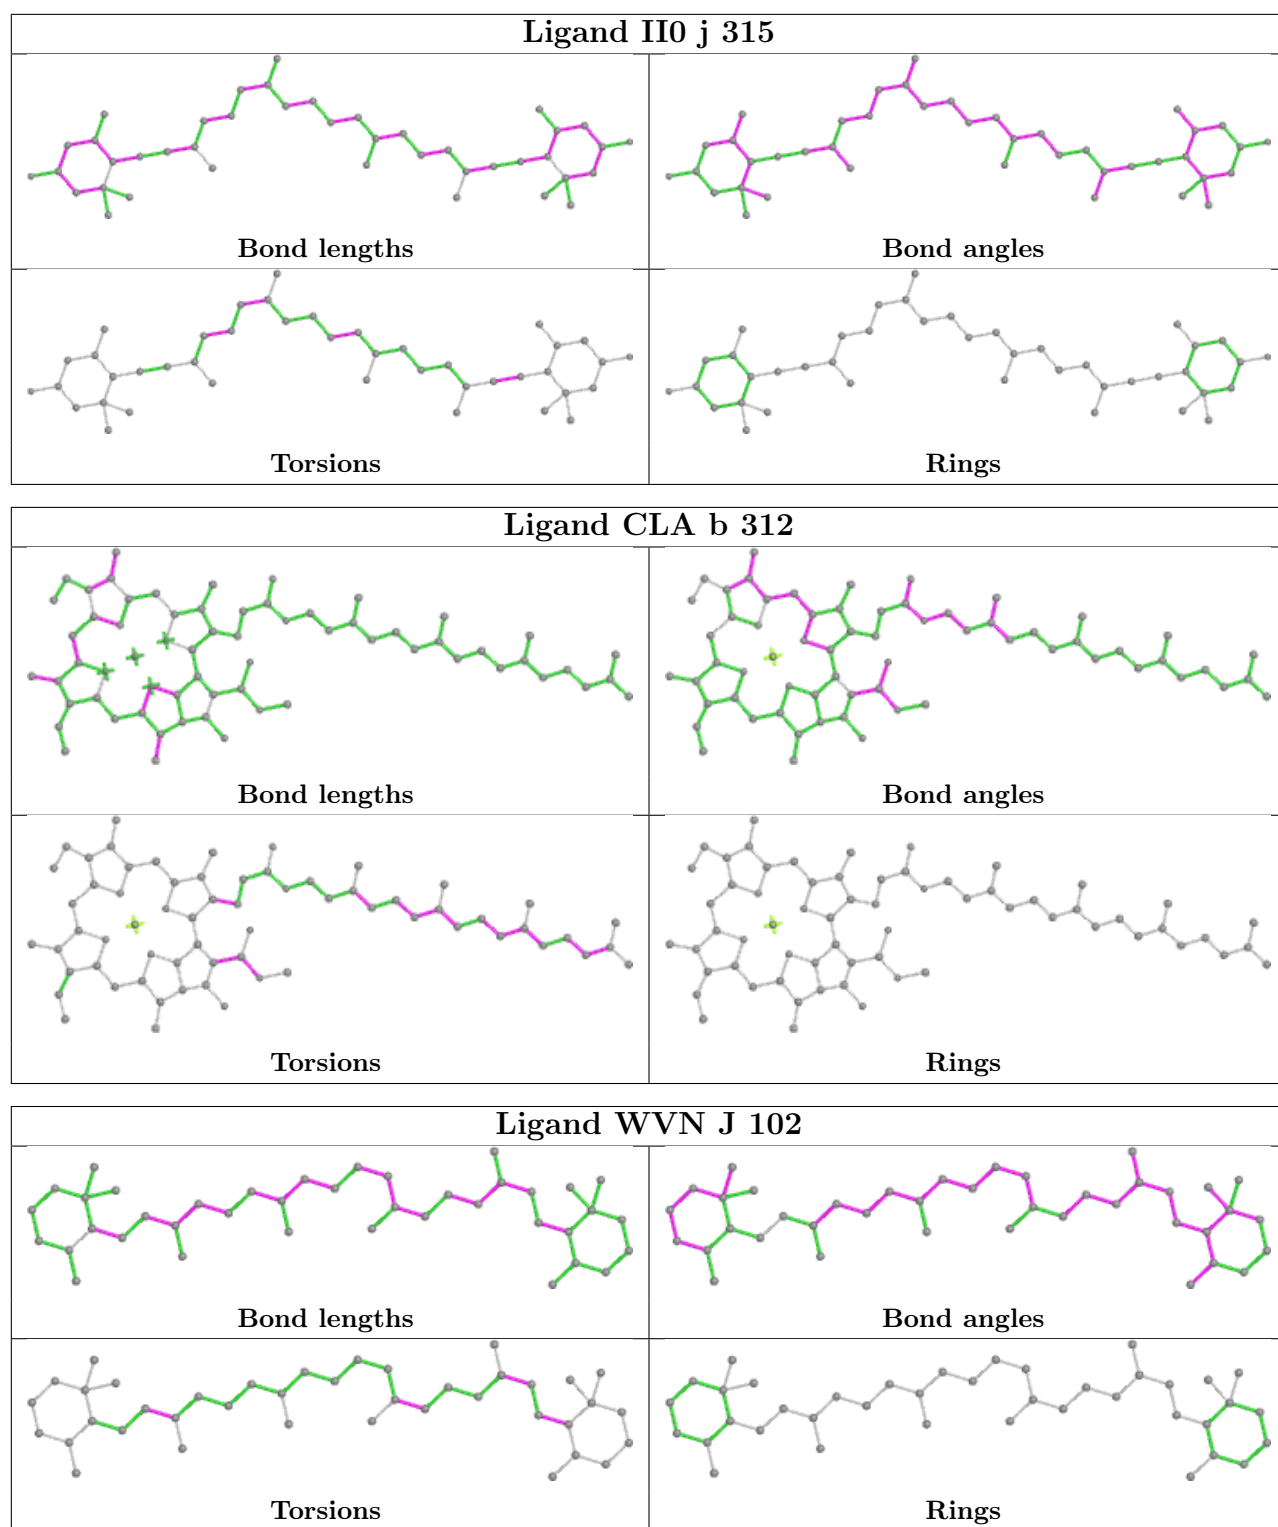 Ligand II0 j 315
Bond lengths
Bond angles
Torsions
Rings
Ligand CLA b 312
Bond lengths
Bond angles
Torsions
Rings
Ligand WVN J 102
Bond lengths
Bond angles
Torsions
Rings